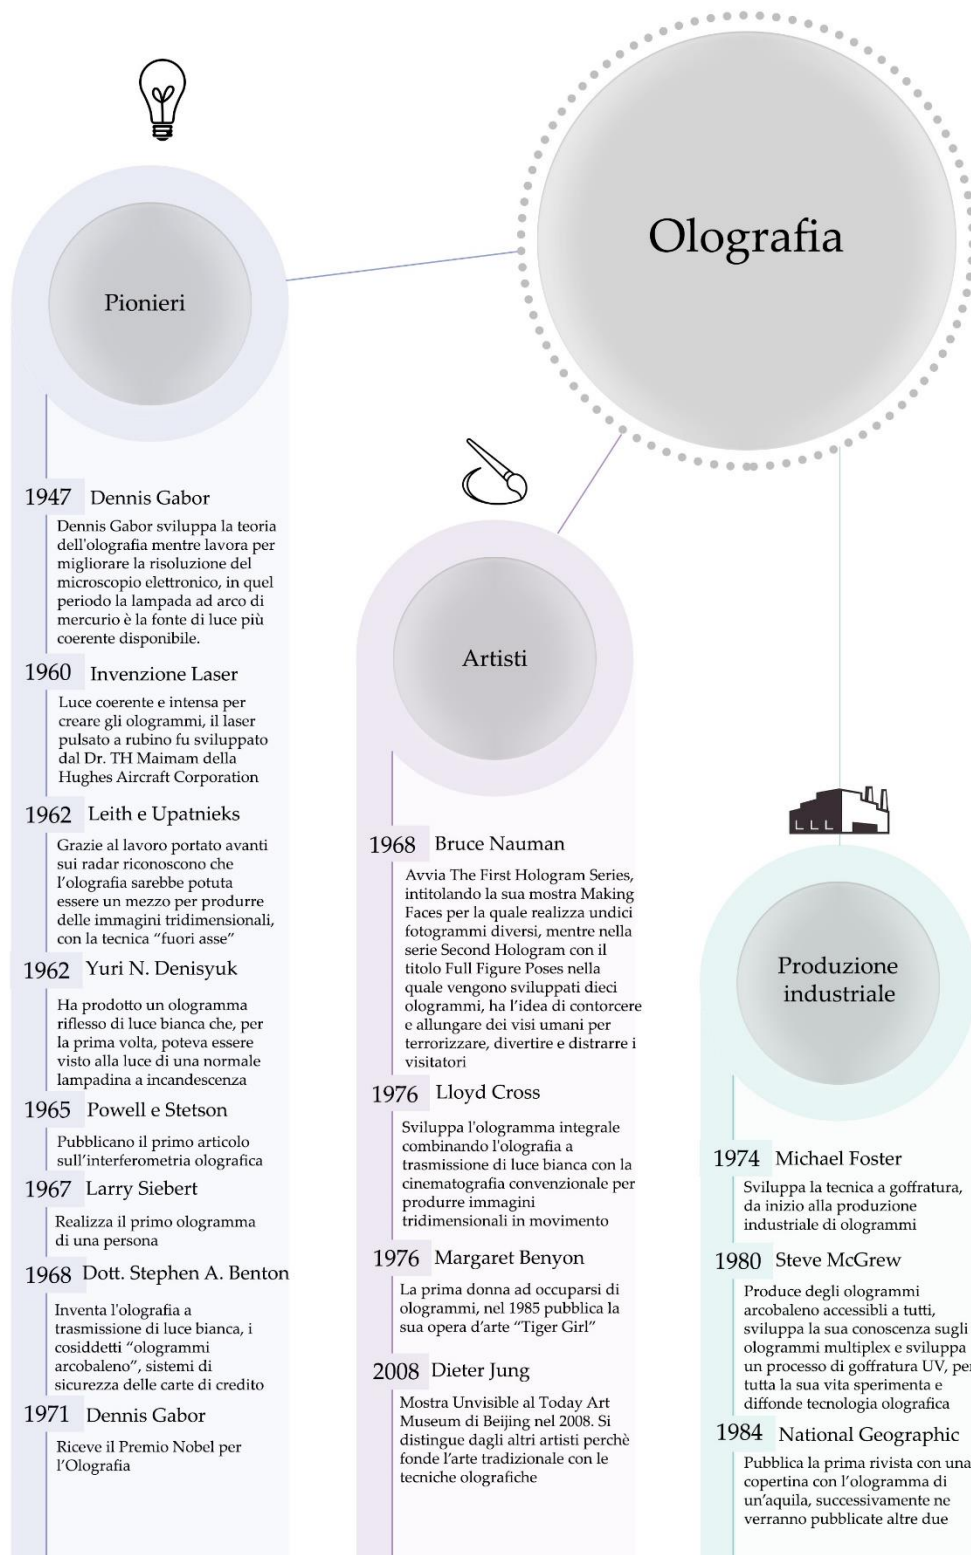 Olografia
Pionieri
1947 Dennis Gabor
Dennis Gabor sviluppa la teoria
dell'olografia mentre lavora per
migliorare la risoluzione del
microscopio elettronico, in quel
periodo la lampada ad arco di
mercurio è la fonte di luce più
coerente disponibile.
1960 Invenzione Laser
Luce coerente e intensa per
creare gli ologrammi, il laser
pulsato a rubino fu sviluppato
dal Dr. TH Maimam della
Hughes Aircraft Corporation
1962 Leith e Upatnieks
Grazie al lavoro portato avanti
sui radar riconoscono che
l'olografia sarebbe potuta
essere un mezzo per produrre
delle immagini tridimensionali,
con la tecnica "fuori asse"
1962 Yuri N. Denisyuk
Ha prodotto un ologramma
riflesso di luce bianca che, per
la prima volta, poteva essere
visto alla luce di una normale
lampadina a incandescenza
1965 Powell e Stetson
Pubblicano il primo articolo
sull'interferometria olografica
1967 Larry Siebert
Realizza il primo ologramma
di una persona
1968 Dott. Stephen A. Benton
Inventa l'olografia a
trasmissione di luce bianca, i
cosiddetti "ologrammi
arcobaleno", sistemi di
sicurezza delle carte di credito
1971 Dennis Gabor
Riceve il Premio Nobel per
l'Olografia
Artisti
1968 Bruce Nauman
Avvia The First Hologram Series,
intitolando la sua mostra Making
Faces per la quale realizza undici
fotogrammi diversi, mentre nella
serie Second Hologram con il
titolo Full Figure Poses nella
quale vengono sviluppati dieci
ologrammi, ha l'idea di contorcere
e allungare dei visi umani per
terrorizzare, divertire e distrarre i
visitatori
1976 Lloyd Cross
Sviluppa l'ologramma integrale
combinando l'olografia a
trasmissione di luce bianca con la
cinematografia convenzionale per
produrre immagini
tridimensionali in movimento
1976 Margaret Benyon
La prima donna ad occuparsi di
ologrammi, nel 1985 pubblica la
sua opera d'arte "Tiger Girl"
2008 Dieter Jung
Mostra Unvisible al Today Art
Museum di Beijing nel 2008. Si
distingue dagli altri artisti perchè
fonde l'arte tradizionale con le
tecniche olografiche
Produzione
industriale
1974 Michael Foster
Sviluppa la tecnica a goffratura,
da inizio alla produzione
industriale di ologrammi
1980 Steve McGrew
Produce degli ologrammi
arcobaleno accessibili a tutti,
sviluppa la sua conoscenza sugli
ologrammi multiplex e sviluppa
un processo di goffratura UV, per
tutta la sua vita sperimenta e
diffonde tecnologia olografica
1984 National Geographic
Pubblica la prima rivista con una
copertina con l'ologramma di
un'aquila, successivamente ne
verranno pubblicate altre due